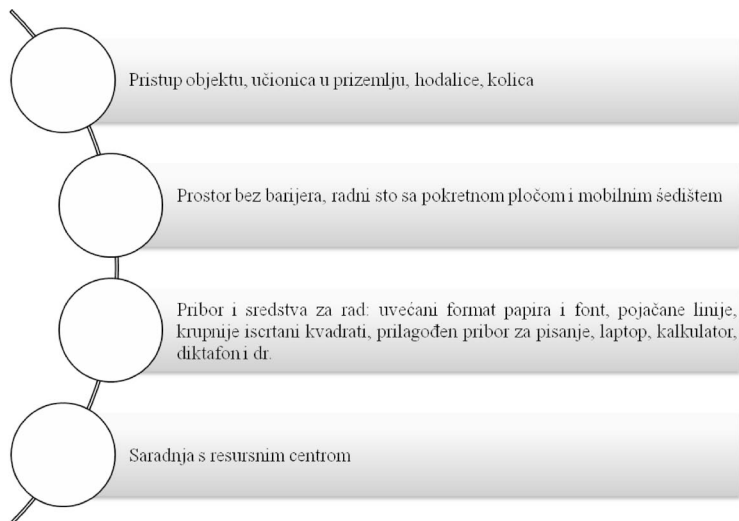 Pristup objektu, učionica u prizemlju, hodalice, kolica
Prostor bez barijera, radni sto sa pokretnom pločom i mobilnim śedištem
Pribor i sredstva za rad: uvećani format papira i font, pojačane linije,
krupnije iscrtani kvadrati, prilagođen pribor za pisanje, laptop, kalkulator,
diktafon i dr.
Saradnja s resursnim centrom